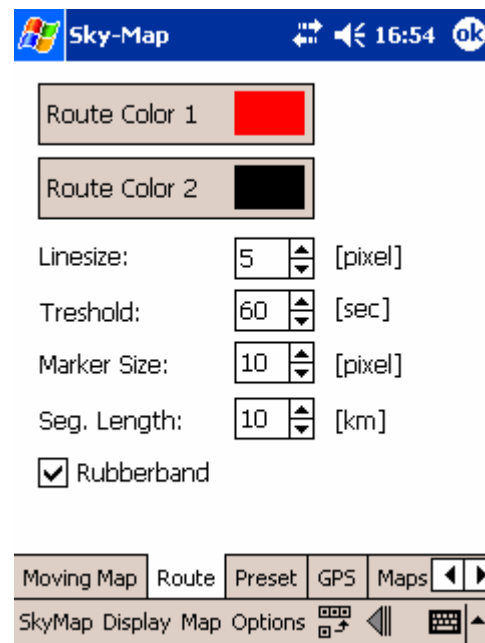 Sky-Map 16:54 ok
Route Color 1
Route Color 2
Linesize: 5 [pixel]
Treshold: 60 [sec]
Marker Size: 10 [pixel]
Seg. Length: 10 [km]
Rubberband
Moving Map Route Preset GPS Maps
SkyMap Display Map Options